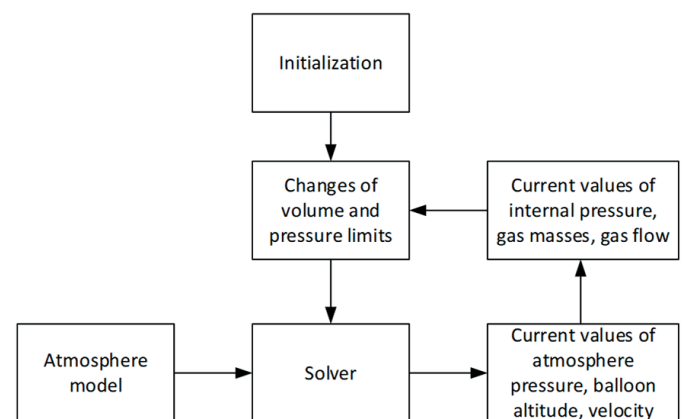 Initialization
Changes of
volume and
pressure limits
Current values of
internal pressure,
gas masses, gas flow
Atmosphere
model
Solver
Current values of
atmosphere
pressure, balloon
altitude, velocity